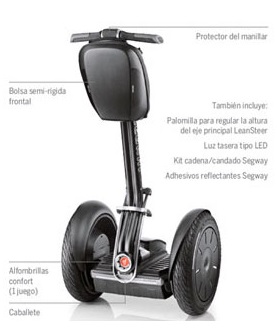 Protector del manillar
Bolsa semi-rigida
frontal
También incluye:
Palomilla para regular la altura
del eje principal LeanSteer
Luz tasera tipo LED
Kit cadena/candado Segway
Adhesivos reflectantes Segway
Alfombrillas
confort
(1 juego)
Caballete